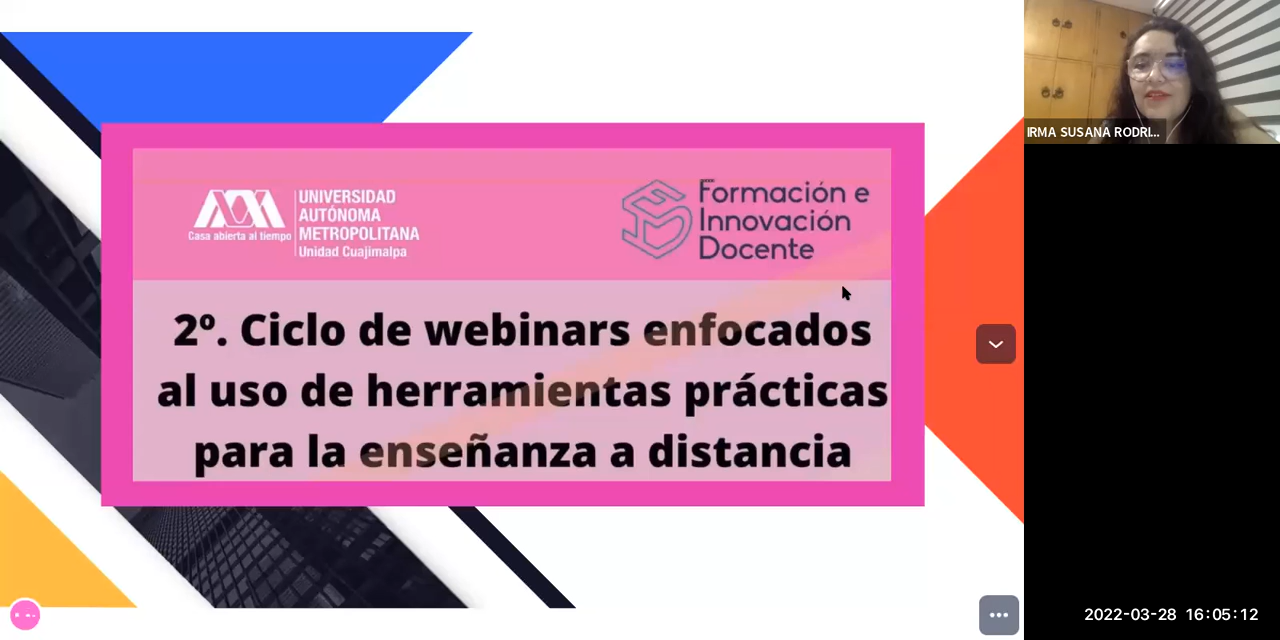 UNIVERSIDAD
AUTÓNOMA
METROPOLITANA
Casa abierta al tiempo
Unidad Cuajimalpa
Formación e
Innovación
Docente
2º. Ciclo de webinars enfocados
al uso de herramientas prácticas
para la enseñanza a distancia
IRMA SUSANA RODRI...
2022-03-28 16:05:12